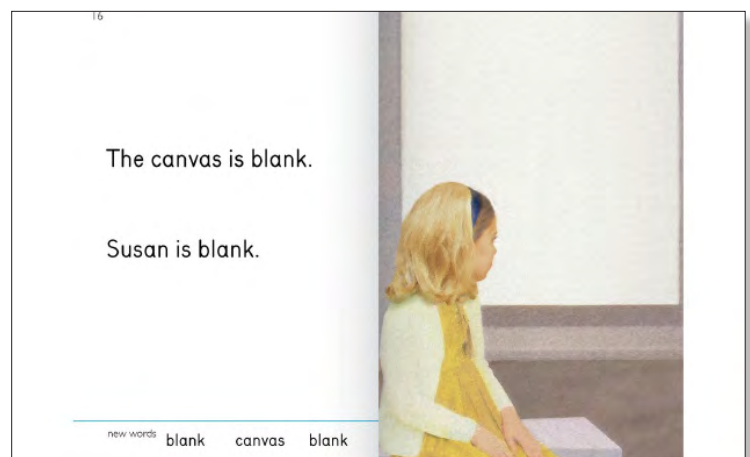 16
The canvas is blank.
Susan is blank.
new words blank canvas blank